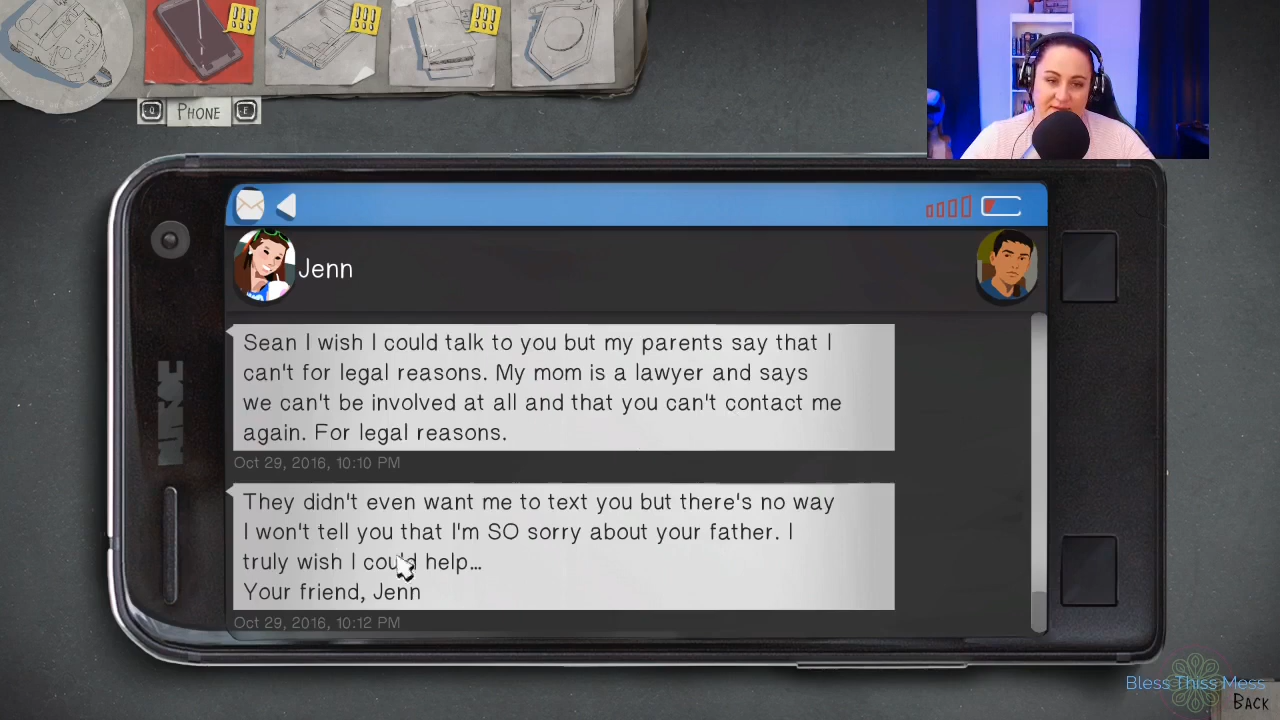 Q PHONE E
Jenn
Sean I wish I could talk to you but my parents say that I
can't for legal reasons. My mom is a lawyer and says
we can't be involved at all and that you can't contact me
again. For legal reasons.
Oct 29, 2016, 10:10 PM
They didn't even want me to text you but there's no way
I won't tell you that I'm SO sorry about your father. I
truly wish I could help...
Your friend, Jenn
Oct 29, 2016, 10:12 PM
Bless Thiss Mess
BACK